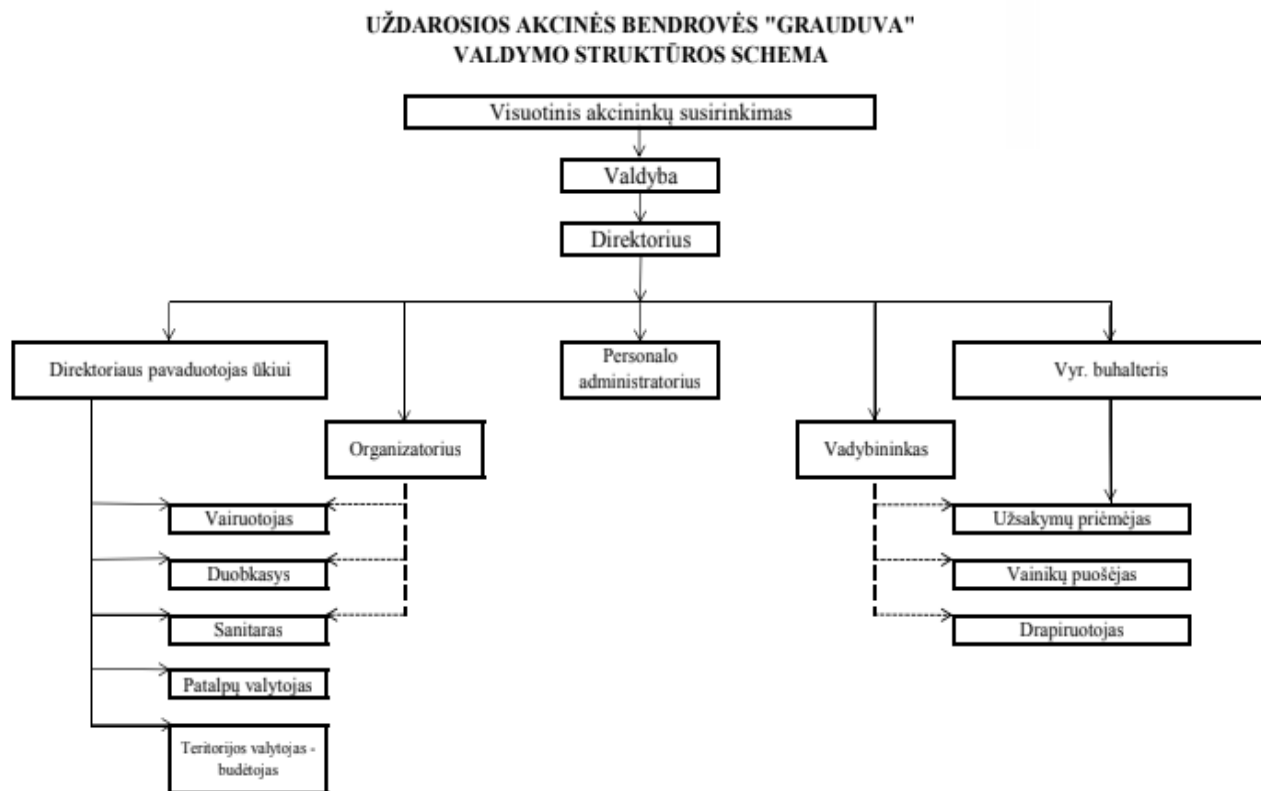 UŽDAROSIOS AKCINĖS BENDROVĖS "GRAUDUVA"
VALDYMO STRUKTŪROS SCHEMA
Visuotinis akcininkų susirinkimas
Valdyba
Direktorius
Direktoriaus pavaduotojas ūkiui
Personalo
administratorius
Vyr. buhalteris
Organizatorius
Vadybininkas
Vairuotojas
Užsakymų priėmėjas
Duobkasys
Vainikų puošėjas
Sanitaras
Drapiruotojas
Patalpų valytojas
Teritorijos valytojas -
budėtojas